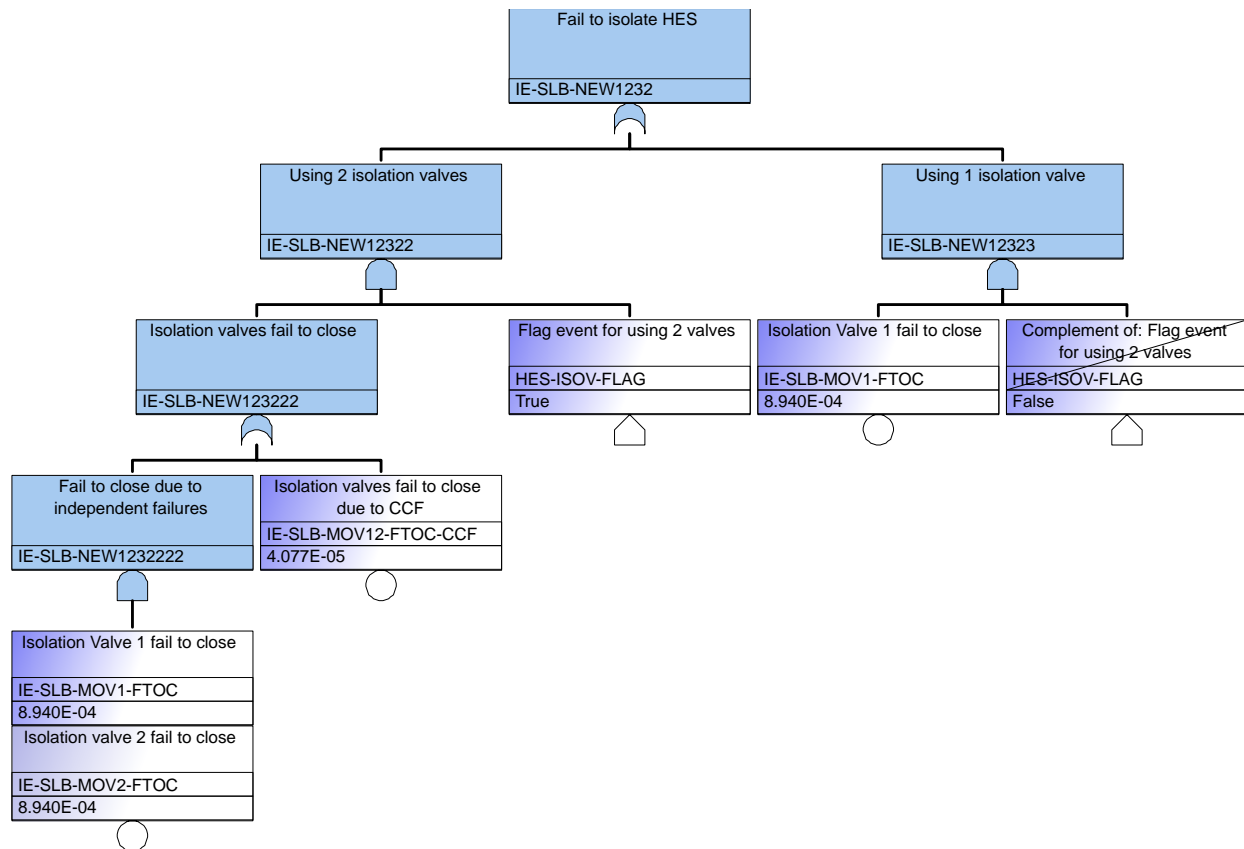 Fail to isolate HES
IE-SLB-NEW1232
Using 2 isolation valves
IE-SLB-NEW12322
Using 1 isolation valve
IE-SLB-NEW12323
Isolation valves fail to close
IE-SLB-NEW123222
Flag event for using 2 valves
HES-ISOV-FLAG
True
Isolation Valve 1 fail to close
IE-SLB-MOV1-FTOC
8.940E-04
Complement of: Flag event
for using 2 valves
HES-ISOV-FLAG
False
Fail to close due to
independent failures
IE-SLB-NEW1232222
Isolation valves fail to close
due to CCF
IE-SLB-MOV12-FTOC-CCF
4.077E-05
Isolation Valve 1 fail to close
IE-SLB-MOV1-FTOC
8.940E-04
Isolation valve 2 fail to close
IE-SLB-MOV2-FTOC
8.940E-04